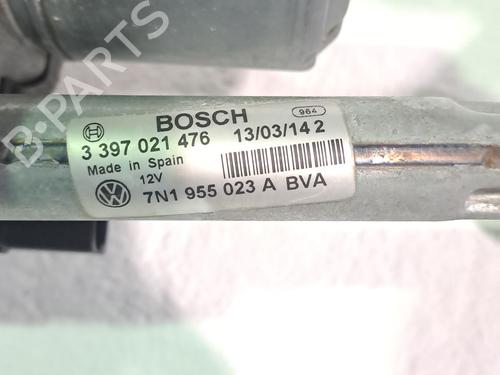 B-PARTS
BOSCH 964
3 397 021 476 13/03/14 2
Made in Spain
12V
7N1 955 023 A BVA